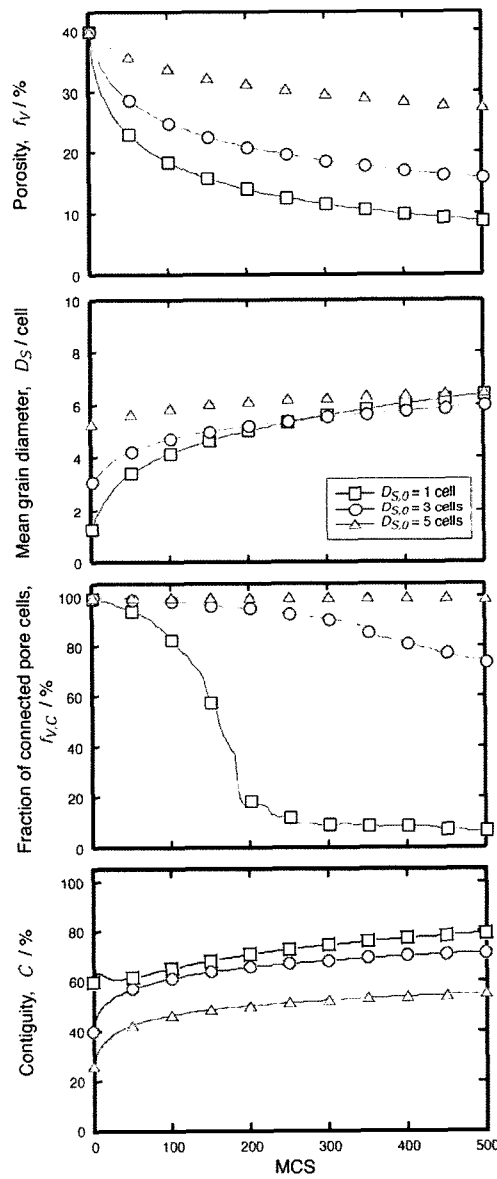 40
30
20
10
0
Porosity, f_V / %
10
8
6
4
2
0
Mean grain diameter, D_S / cell
D_S,0 = 1 cell
D_S,0 = 3 cells
D_S,0 = 5 cells
100
80
60
40
20
0
Fraction of connected pore cells,
f_V,C / %
100
80
60
40
20
0
Contiguity, C / %
0 100 200 300 400 500
MCS